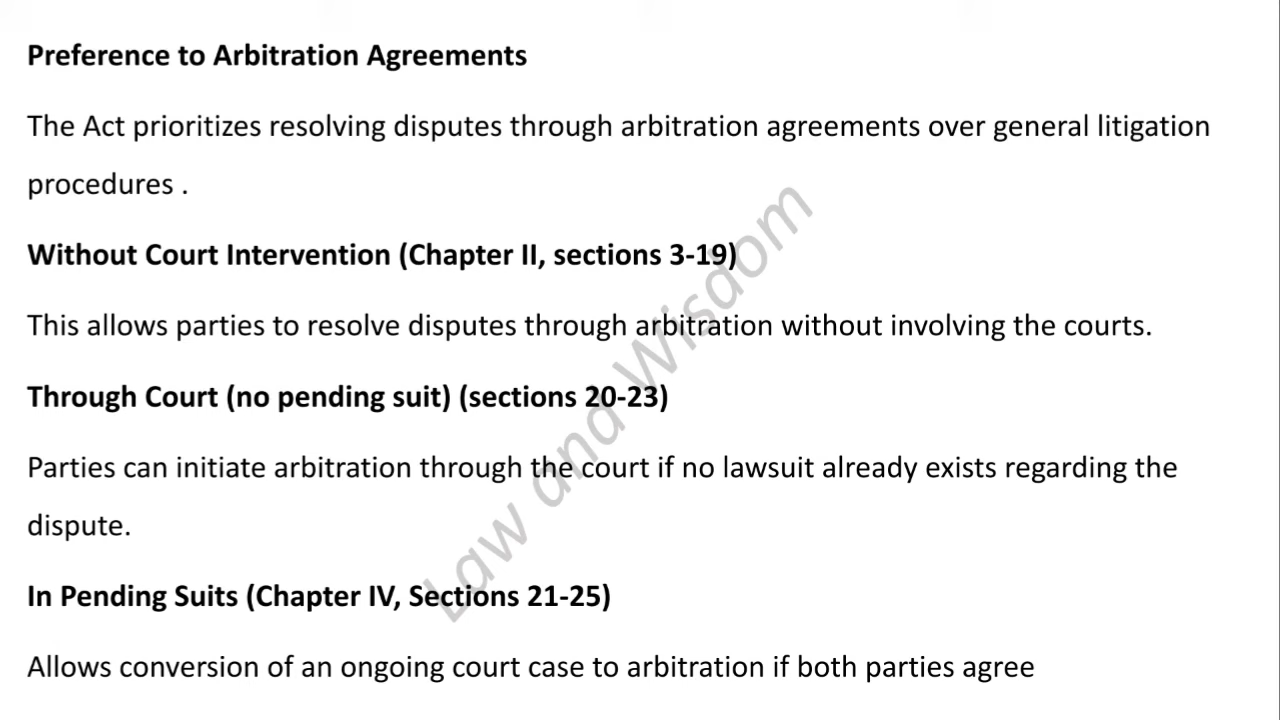 Preference to Arbitration Agreements
The Act prioritizes resolving disputes through arbitration agreements over general litigation
procedures .
Without Court Intervention (Chapter II, sections 3-19)
This allows parties to resolve disputes through arbitration without involving the courts.
Through Court (no pending suit) (sections 20-23)
Parties can initiate arbitration through the court if no lawsuit already exists regarding the
dispute.
In Pending Suits (Chapter IV, Sections 21-25)
Allows conversion of an ongoing court case to arbitration if both parties agree
Law and Wisdom